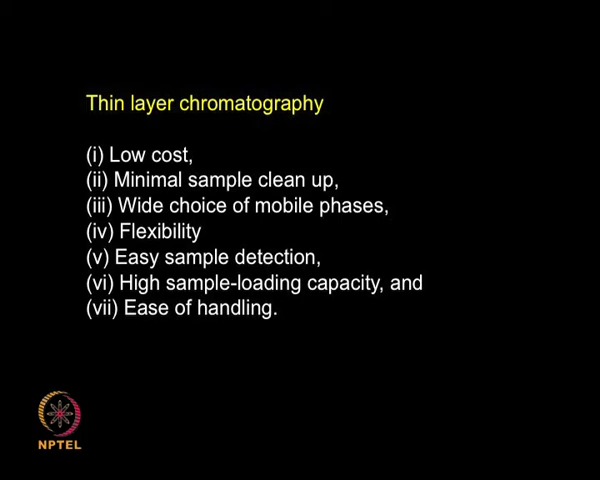 Thin layer chromatography
(i) Low cost,
(ii) Minimal sample clean up,
(iii) Wide choice of mobile phases,
(iv) Flexibility
(v) Easy sample detection,
(vi) High sample-loading capacity, and
(vii) Ease of handling.
NPTEL